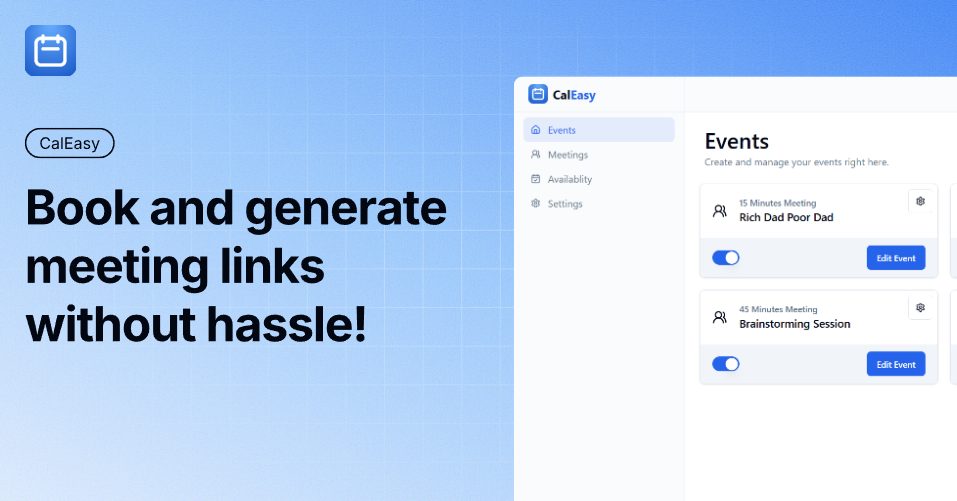 CalEasy
Book and generate
meeting links
without hassle!
CalEasy
Events
Meetings
Availablity
Settings
Events
Create and manage your events right here.
15 Minutes Meeting
Rich Dad Poor Dad
Edit Event
45 Minutes Meeting
Brainstorming Session
Edit Event